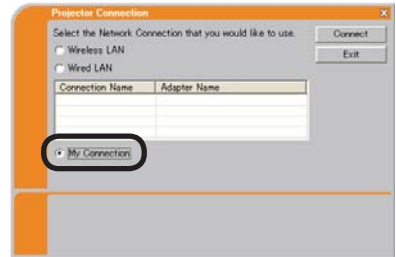 Projector Connection x
Select the Network Connection that you would like to use.
Connect
Wireless LAN
Exit
Wired LAN
Connection Name Adapter Name
My Connection